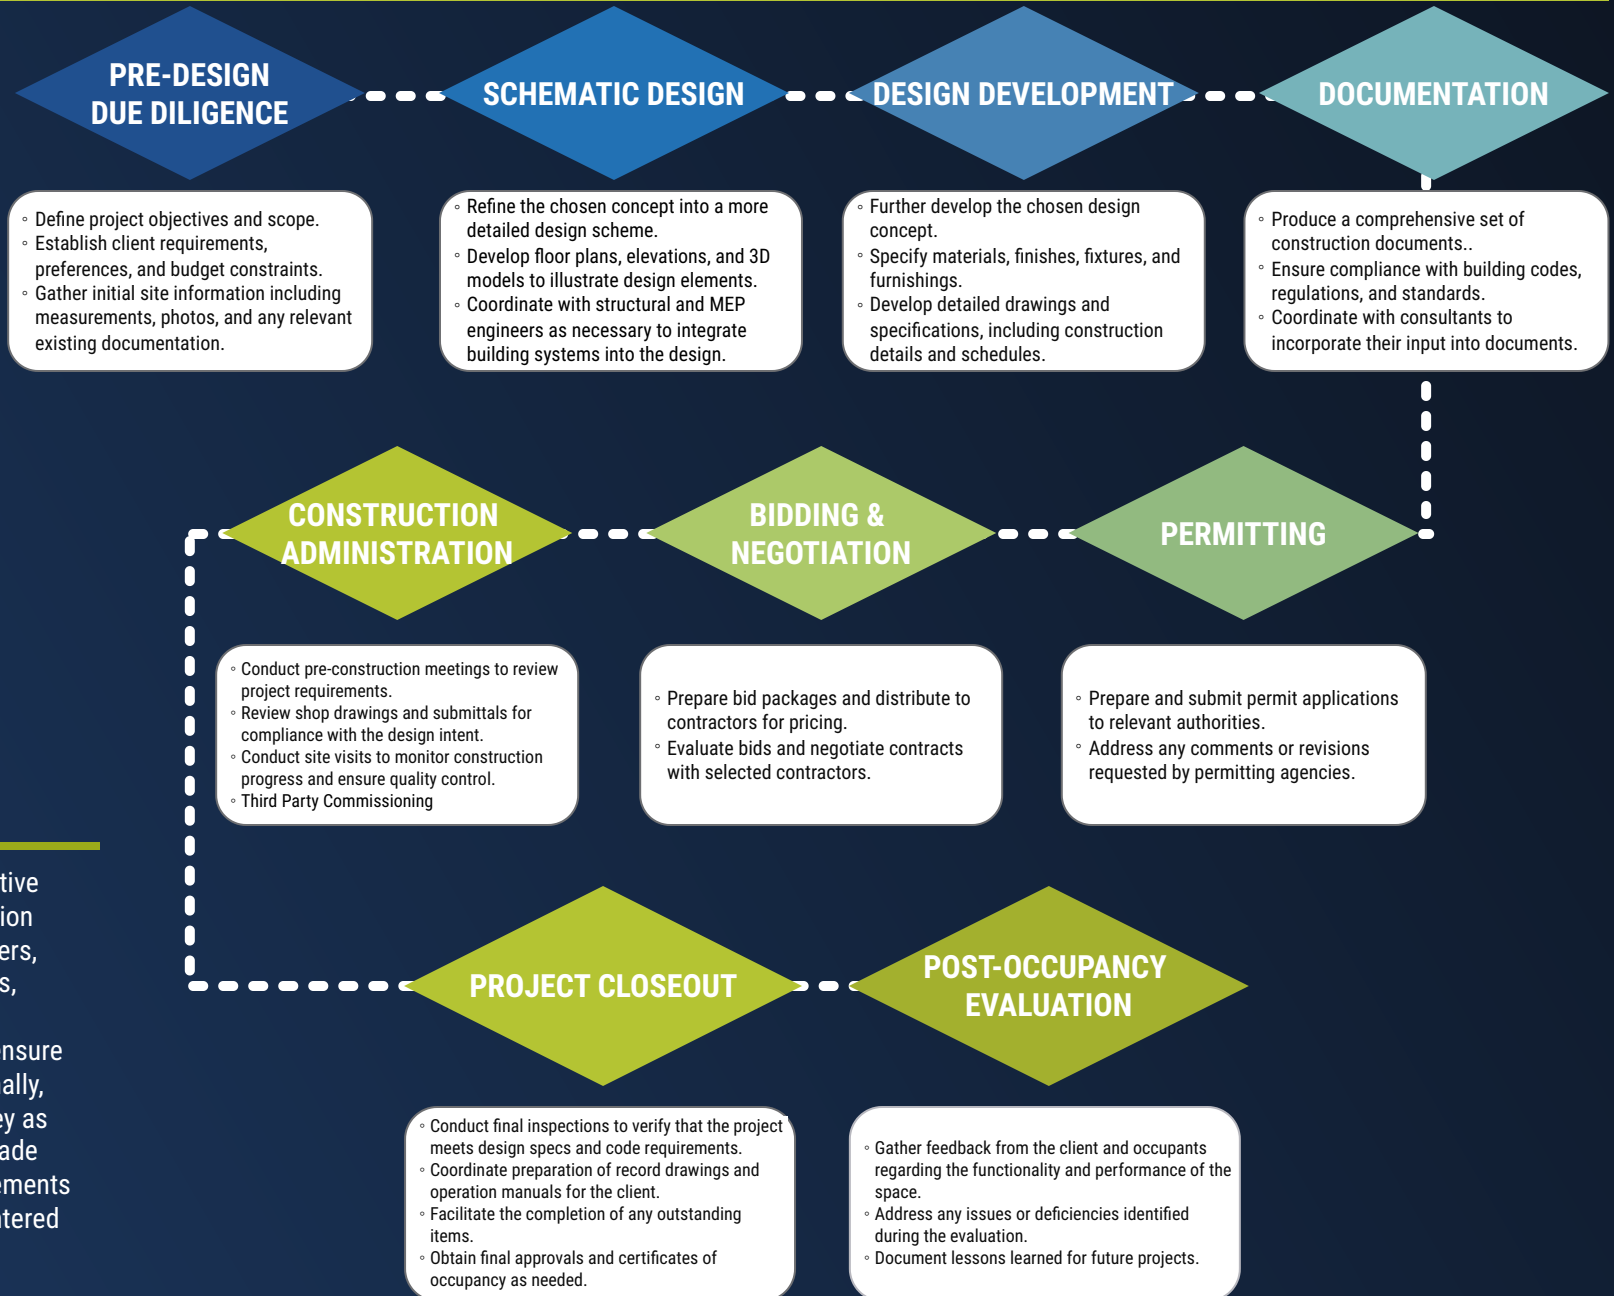 PRE-DESIGN
DUE DILIGENCE
SCHEMATIC DESIGN
DESIGN DEVELOPMENT
DOCUMENTATION
◦ Define project objectives and scope.
◦ Establish client requirements,
preferences, and budget constraints.
◦ Gather initial site information including
measurements, photos, and any relevant
existing documentation.
◦ Refine the chosen concept into a more
detailed design scheme.
◦ Develop floor plans, elevations, and 3D
models to illustrate design elements.
◦ Coordinate with structural and MEP
engineers as necessary to integrate
building systems into the design.
◦ Further develop the chosen design
concept.
◦ Specify materials, finishes, fixtures, and
furnishings.
◦ Develop detailed drawings and
specifications, including construction
details and schedules.
◦ Produce a comprehensive set of
construction documents..
◦ Ensure compliance with building codes,
regulations, and standards.
◦ Coordinate with consultants to
incorporate their input into documents.
CONSTRUCTION
ADMINISTRATION
BIDDING &
NEGOTIATION
PERMITTING
◦ Conduct pre-construction meetings to review
project requirements.
◦ Review shop drawings and submittals for
compliance with the design intent.
◦ Conduct site visits to monitor construction
progress and ensure quality control.
◦ Third Party Commissioning
◦ Prepare bid packages and distribute to
contractors for pricing.
◦ Evaluate bids and negotiate contracts
with selected contractors.
◦ Prepare and submit permit applications
to relevant authorities.
◦ Address any comments or revisions
requested by permitting agencies.
tive
ion
ers,
s,
ensure
ally,
ey as
ade
ements
tered
PROJECT CLOSEOUT
POST-OCCUPANCY
EVALUATION
◦ Conduct final inspections to verify that the project
meets design specs and code requirements.
◦ Coordinate preparation of record drawings and
operation manuals for the client.
◦ Facilitate the completion of any outstanding
items.
◦ Obtain final approvals and certificates of
occupancy as needed.
◦ Gather feedback from the client and occupants
regarding the functionality and performance of the
space.
◦ Address any issues or deficiencies identified
during the evaluation.
◦ Document lessons learned for future projects.